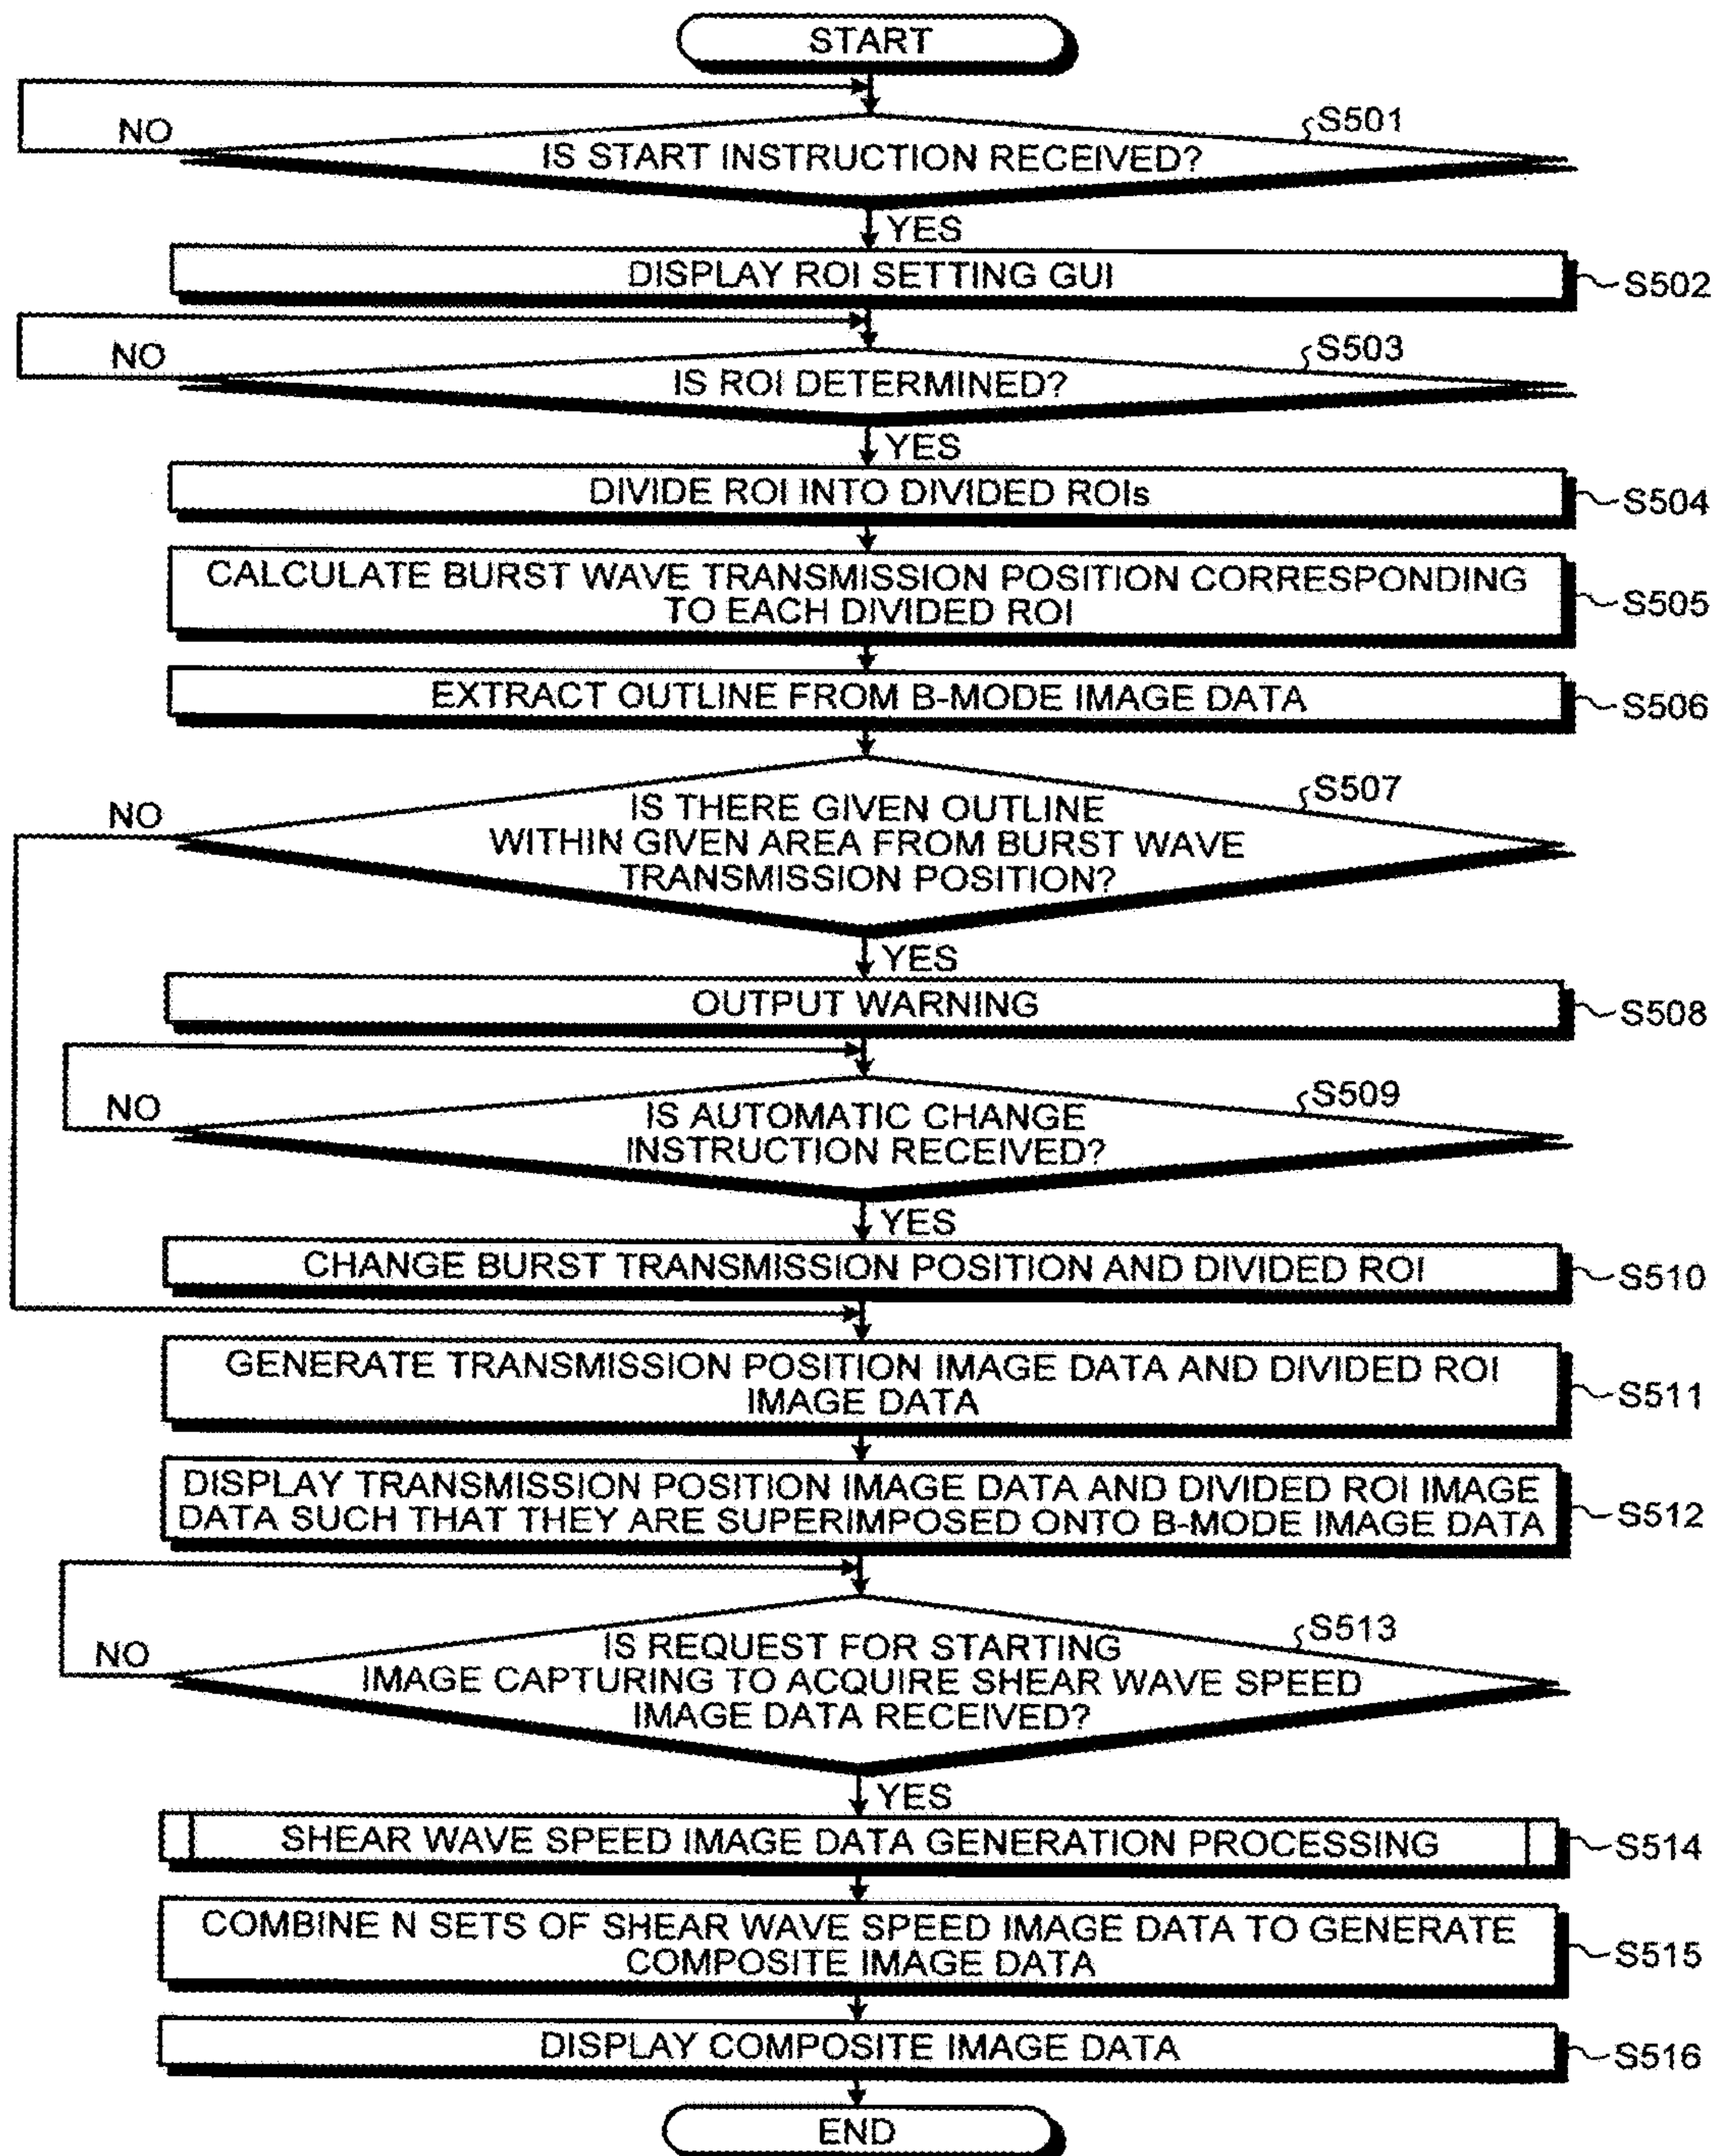 START
NO
S501
IS START INSTRUCTION RECEIVED?
YES
DISPLAY ROI SETTING GUI
S502
NO
S503
IS ROI DETERMINED?
YES
DIVIDE ROI INTO DIVIDED ROIs
S504
CALCULATE BURST WAVE TRANSMISSION POSITION CORRESPONDING
TO EACH DIVIDED ROI
S505
EXTRACT OUTLINE FROM B-MODE IMAGE DATA
S506
NO
S507
IS THERE GIVEN OUTLINE
WITHIN GIVEN AREA FROM BURST WAVE
TRANSMISSION POSITION?
YES
OUTPUT WARNING
S508
NO
S509
IS AUTOMATIC CHANGE
INSTRUCTION RECEIVED?
YES
CHANGE BURST TRANSMISSION POSITION AND DIVIDED ROI
S510
GENERATE TRANSMISSION POSITION IMAGE DATA AND DIVIDED ROI
IMAGE DATA
S511
DISPLAY TRANSMISSION POSITION IMAGE DATA AND DIVIDED ROI IMAGE
DATA SUCH THAT THEY ARE SUPERIMPOSED ONTO B-MODE IMAGE DATA
S512
NO
S513
IS REQUEST FOR STARTING
IMAGE CAPTURING TO ACQUIRE SHEAR WAVE SPEED
IMAGE DATA RECEIVED?
YES
SHEAR WAVE SPEED IMAGE DATA GENERATION PROCESSING
S514
COMBINE N SETS OF SHEAR WAVE SPEED IMAGE DATA TO GENERATE
COMPOSITE IMAGE DATA
S515
DISPLAY COMPOSITE IMAGE DATA
S516
END